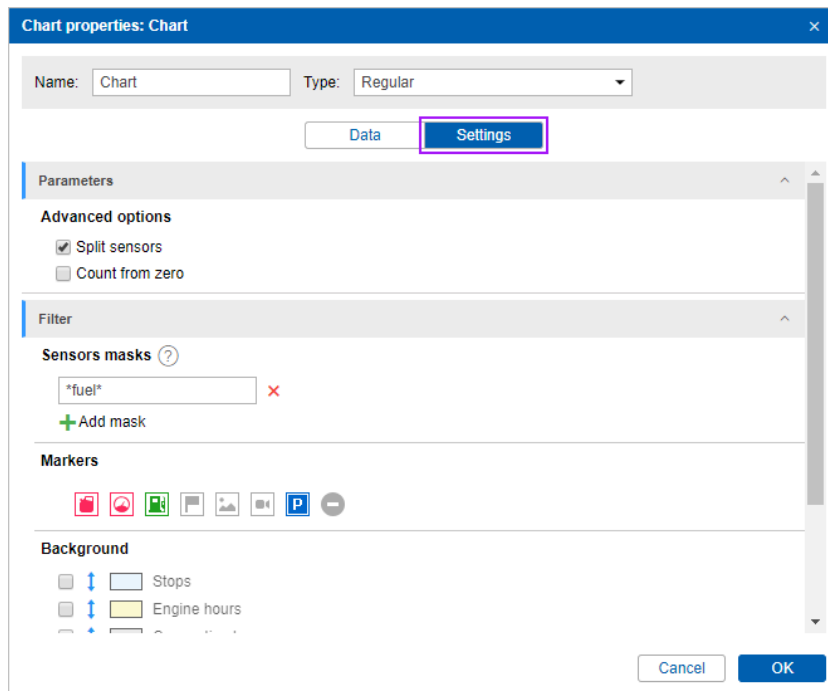 Chart properties: Chart
Name: Chart Type: Regular
Data Settings
Parameters
Advanced options
Split sensors
Count from zero
Filter
Sensors masks ?
*fuel*
Add mask
Markers
P
Background
Stops
Engine hours
Cancel OK